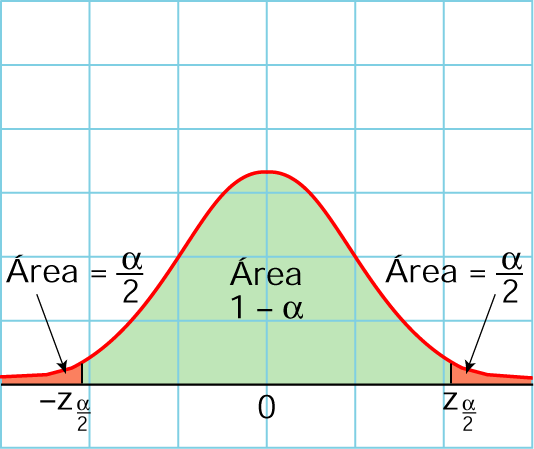 Área = α/2
Área
1 – α
Área = α/2
–z α/2
0
z α/2